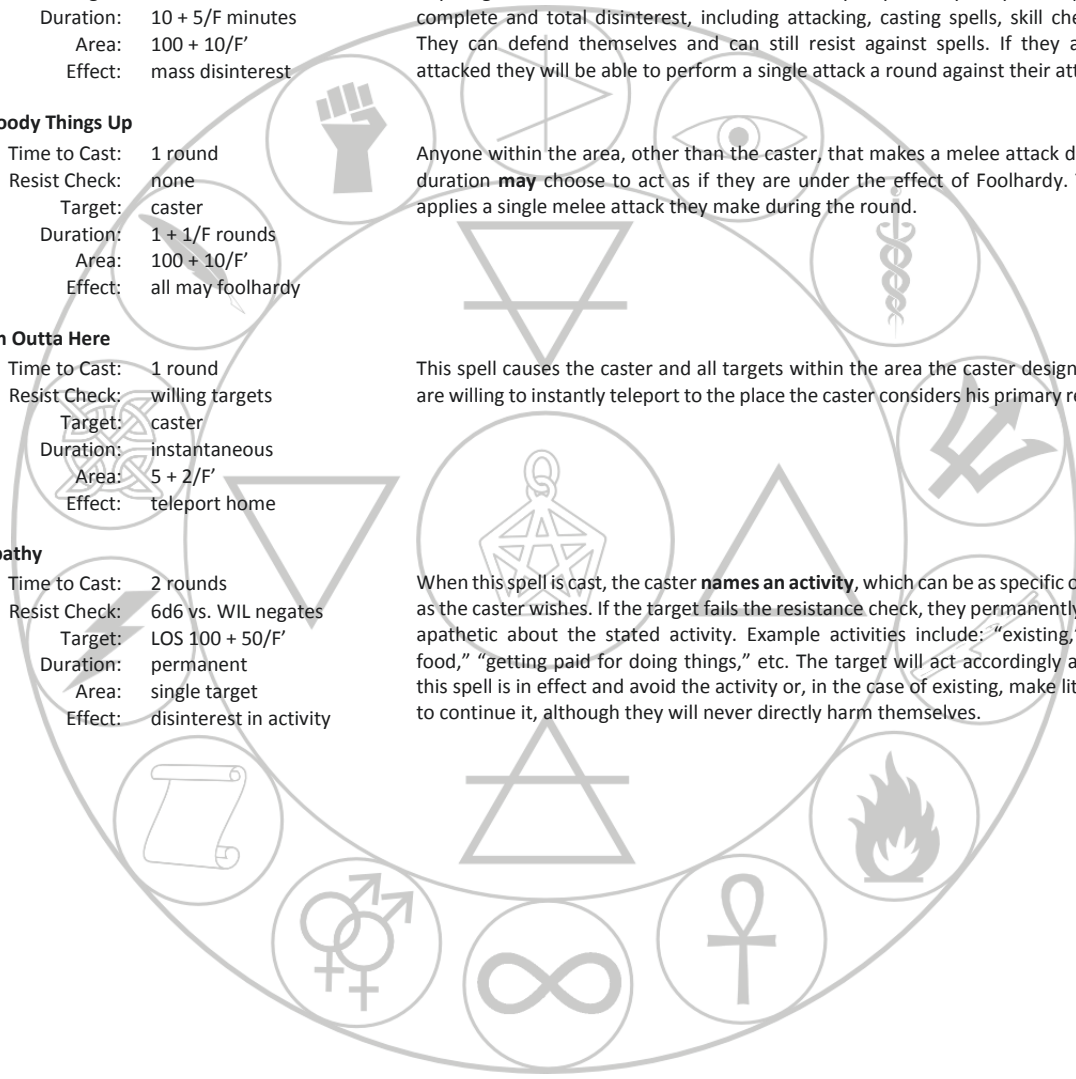 Duration: 10 + 5/F minutes
Area: 100 + 10/F’
Effect: mass disinterest
complete and total disinterest, including attacking, casting spells, skill
They can defend themselves and can still resist against spells. If they
attacked they will be able to perform a single attack a round against their
Things Up
Time to Cast: 1 round
Resist Check: none
Target: caster
Duration: 1 + 1/F rounds
Area: 100 + 10/F’
Effect: all may foolhardy
Anyone within the area, other than the caster, that makes a melee attack
duration may choose to act as if they are under the effect of Foolhardy.
applies a single melee attack they make during the round.
Outta Here
Time to Cast: 1 round
Resist Check: willing targets
Target: caster
Duration: instantaneous
Area: 5 + 2/F’
Effect: teleport home
This spell causes the caster and all targets within the area the caster
are willing to instantly teleport to the place the caster considers his primary
Time to Cast: 2 rounds
Resist Check: 6d6 vs. WIL negates
Target: LOS 100 + 50/F’
Duration: permanent
Area: single target
Effect: disinterest in activity
When this spell is cast, the caster names an activity, which can be as specific
as the caster wishes. If the target fails the resistance check, they permanently
apathetic about the stated activity. Example activities include: “existing,”
food,” “getting paid for doing things,” etc. The target will act accordingly
this spell is in effect and avoid the activity or, in the case of existing, make
to continue it, although they will never directly harm themselves.